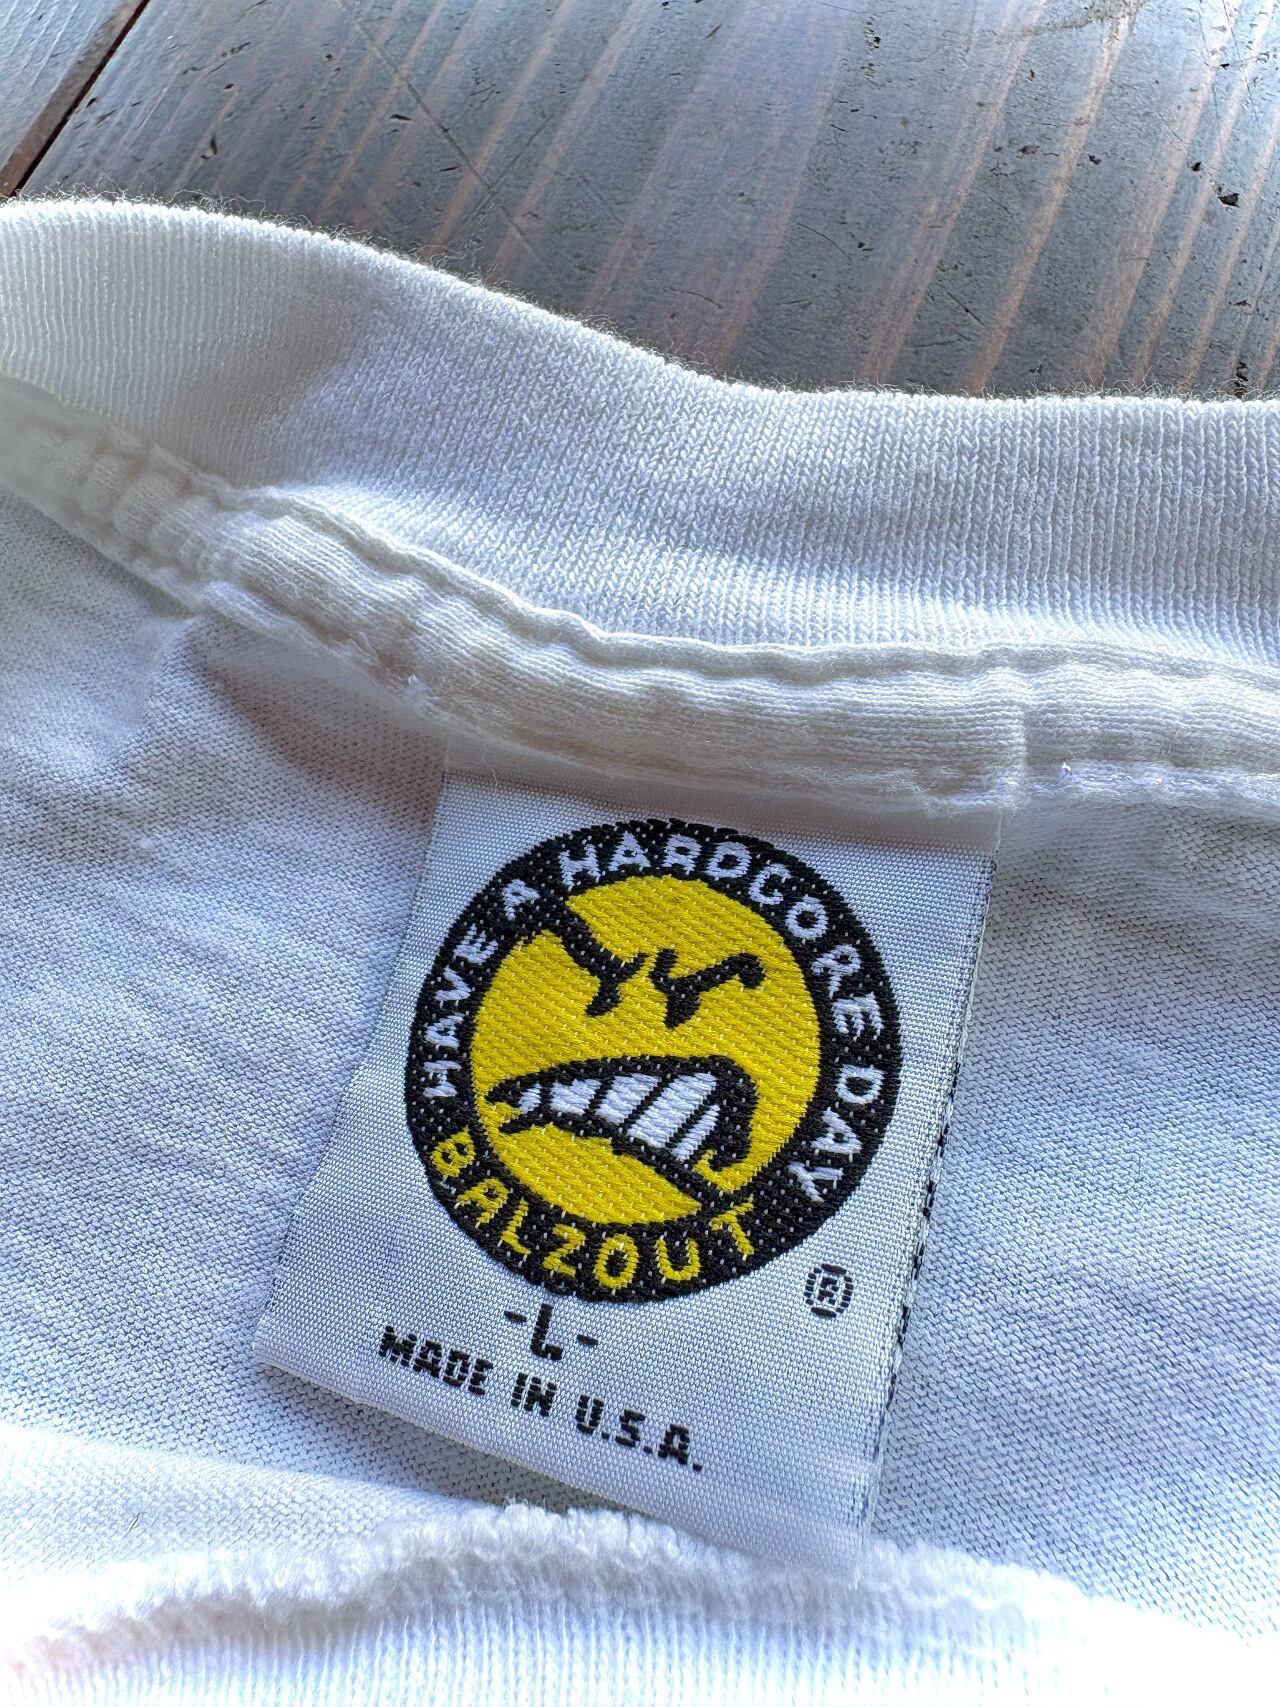 HAVE A HARDCORE DAY
BALZOUT
®
-L-
MADE IN U.S.A.